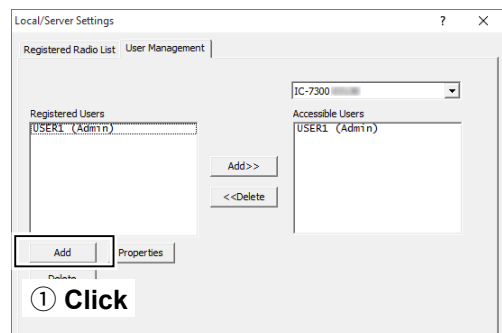 Local/Server Settings ? ×
Registered Radio List User Management
IC-7300
Registered Users Accessible Users
USER1 (Admin) USER1 (Admin)
Add>>
<<Delete
Add Properties
Delete
① Click